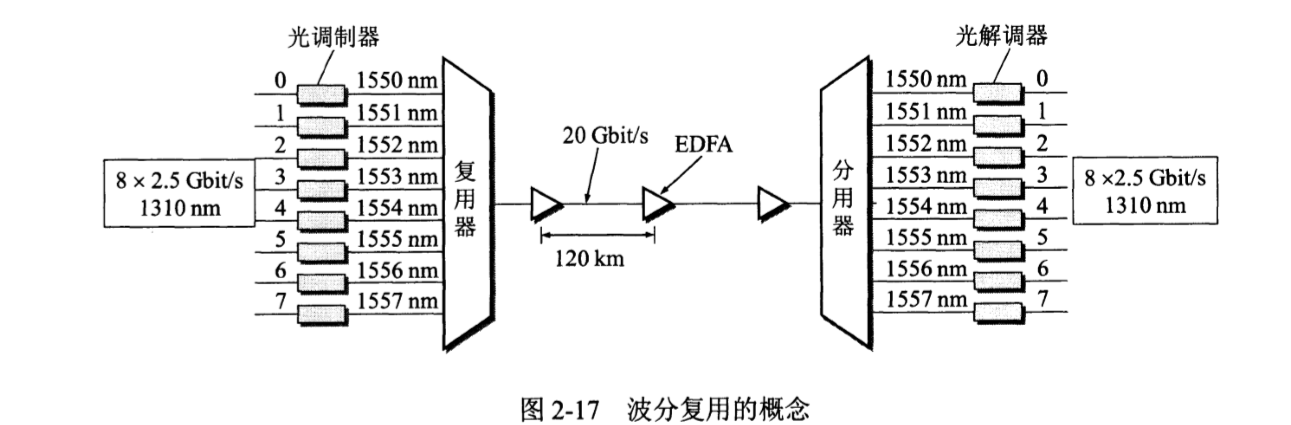 光调制器
光解调器
0 1550 nm
1 1551 nm
2 1552 nm
3 1553 nm
4 1554 nm
5 1555 nm
6 1556 nm
7 1557 nm
8 × 2.5 Gbit/s
1310 nm
复用器
20 Gbit/s
EDFA
120 km
分用器
1550 nm 0
1551 nm 1
1552 nm 2
1553 nm 3
1554 nm 4
1555 nm 5
1556 nm 6
1557 nm 7
8 ×2.5 Gbit/s
1310 nm
图 2-17 波分复用的概念